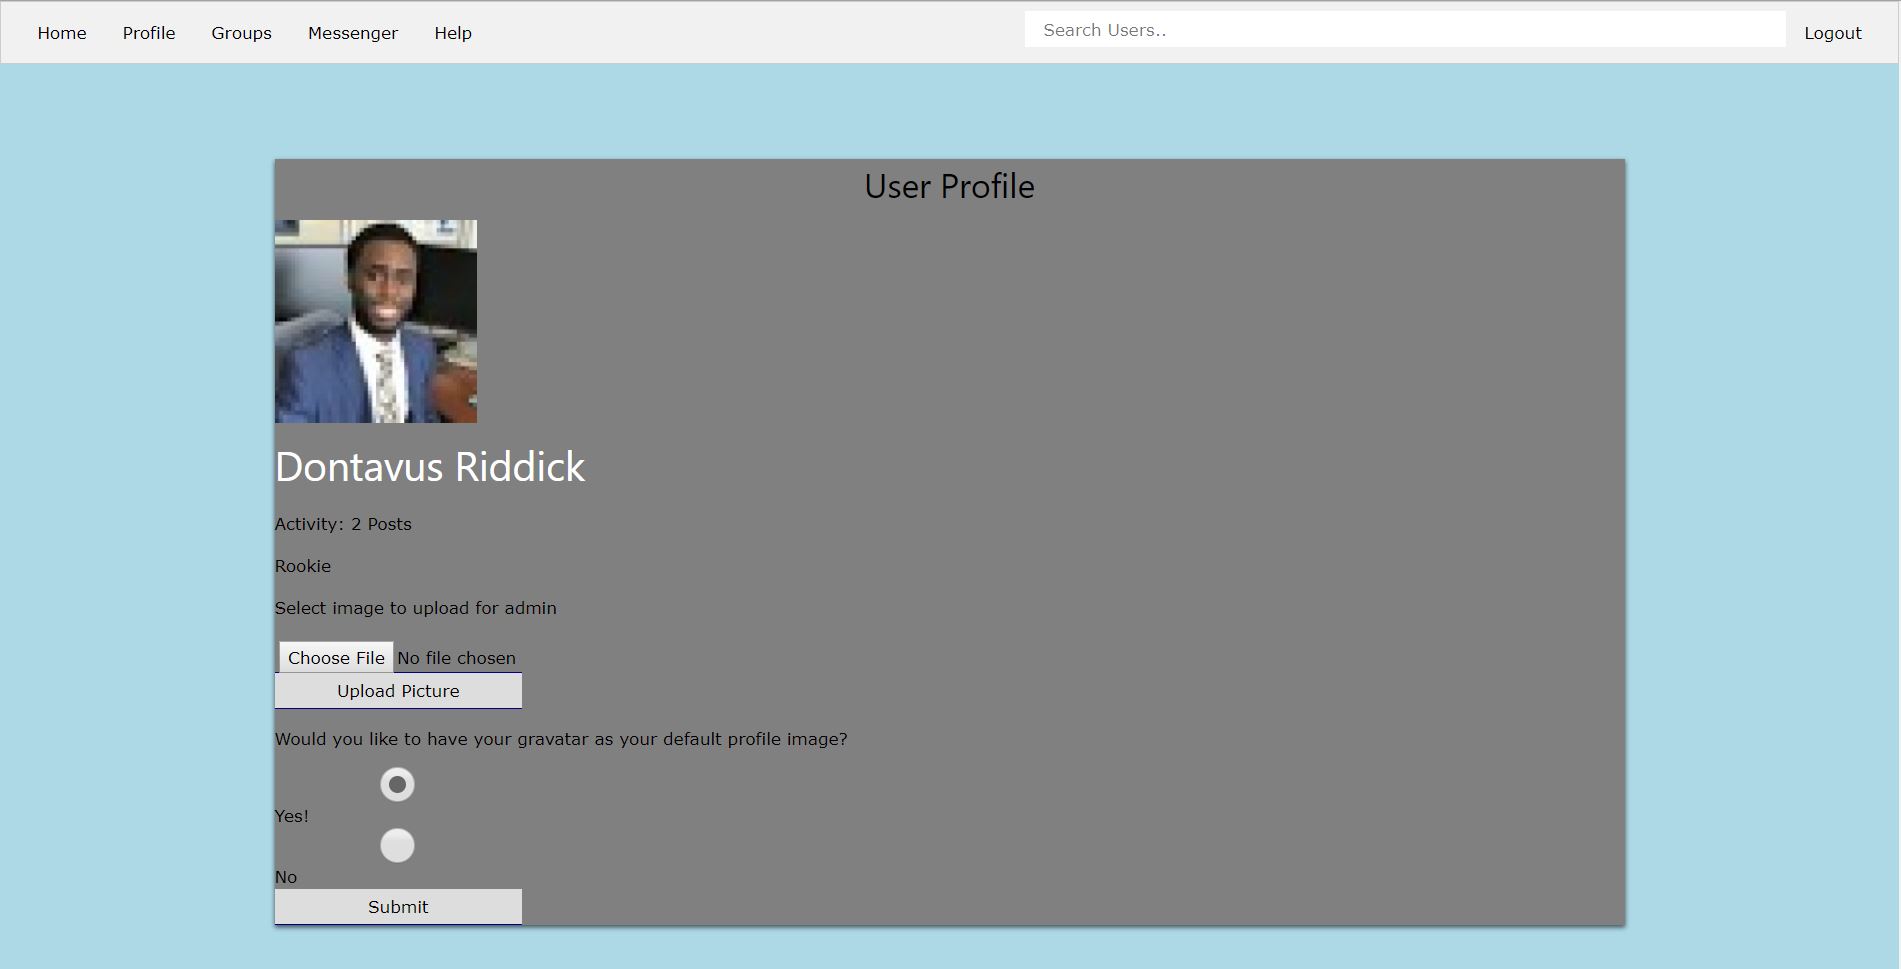 Home Profile Groups Messenger Help Search Users.. Logout
User Profile
Dontavus Riddick
Activity: 2 Posts
Rookie
Select image to upload for admin
Choose File No file chosen
Upload Picture
Would you like to have your gravatar as your default profile image?
Yes!
No
Submit